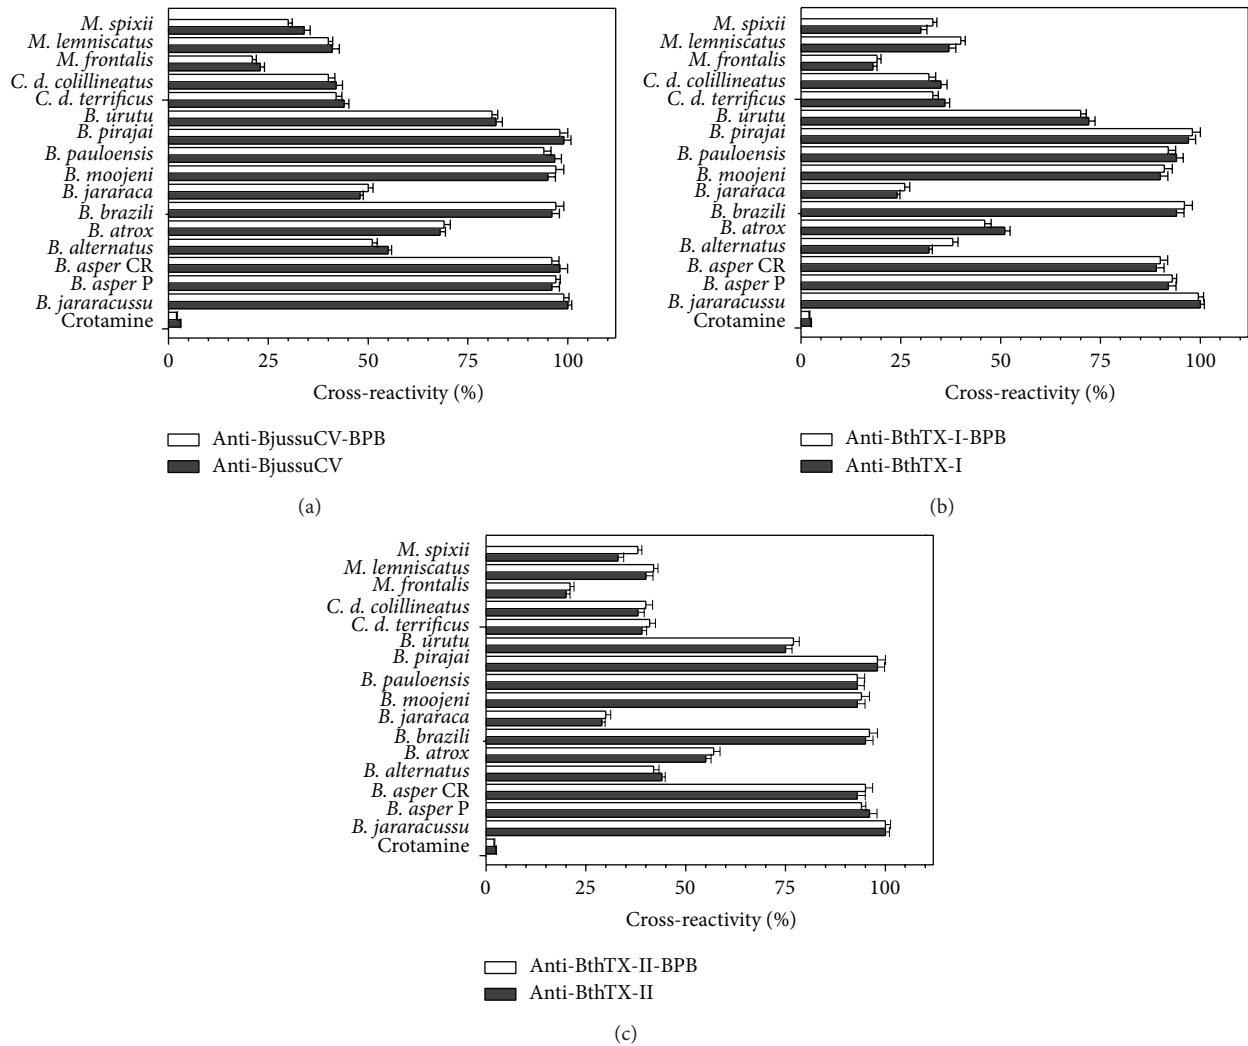 M. spixii
M. lemniscatus
M. frontalis
C. d. colillineatus
C. d. terrificus
B. urutu
B. pirajai
B. pauloensis
B. moojeni
B. jararaca
B. brazili
B. atrox
B. alternatus
B. asper CR
B. asper P
B. jararacussu
Crotamine
0 25 50 75 100
Cross-reactivity (%)
Anti-BjussuCV-BPB
Anti-BjussuCV
(a)
M. spixii
M. lemniscatus
M. frontalis
C. d. colillineatus
C. d. terrificus
B. urutu
B. pirajai
B. pauloensis
B. moojeni
B. jararaca
B. brazili
B. atrox
B. alternatus
B. asper CR
B. asper P
B. jararacussu
Crotamine
0 25 50 75 100
Cross-reactivity (%)
Anti-BthTX-I-BPB
Anti-BthTX-I
(b)
M. spixii
M. lemniscatus
M. frontalis
C. d. colillineatus
C. d. terrificus
B. urutu
B. pirajai
B. pauloensis
B. moojeni
B. jararaca
B. brazili
B. atrox
B. alternatus
B. asper CR
B. asper P
B. jararacussu
Crotamine
0 25 50 75 100
Cross-reactivity (%)
Anti-BthTX-II-BPB
Anti-BthTX-II
(c)